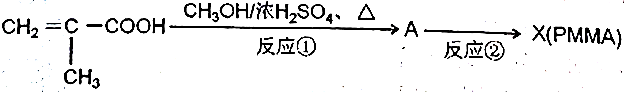 CH₃OH/浓H₂SO₄、△
CH₂=C-COOH → A → X(PMMA)
反应① 反应②
CH₃